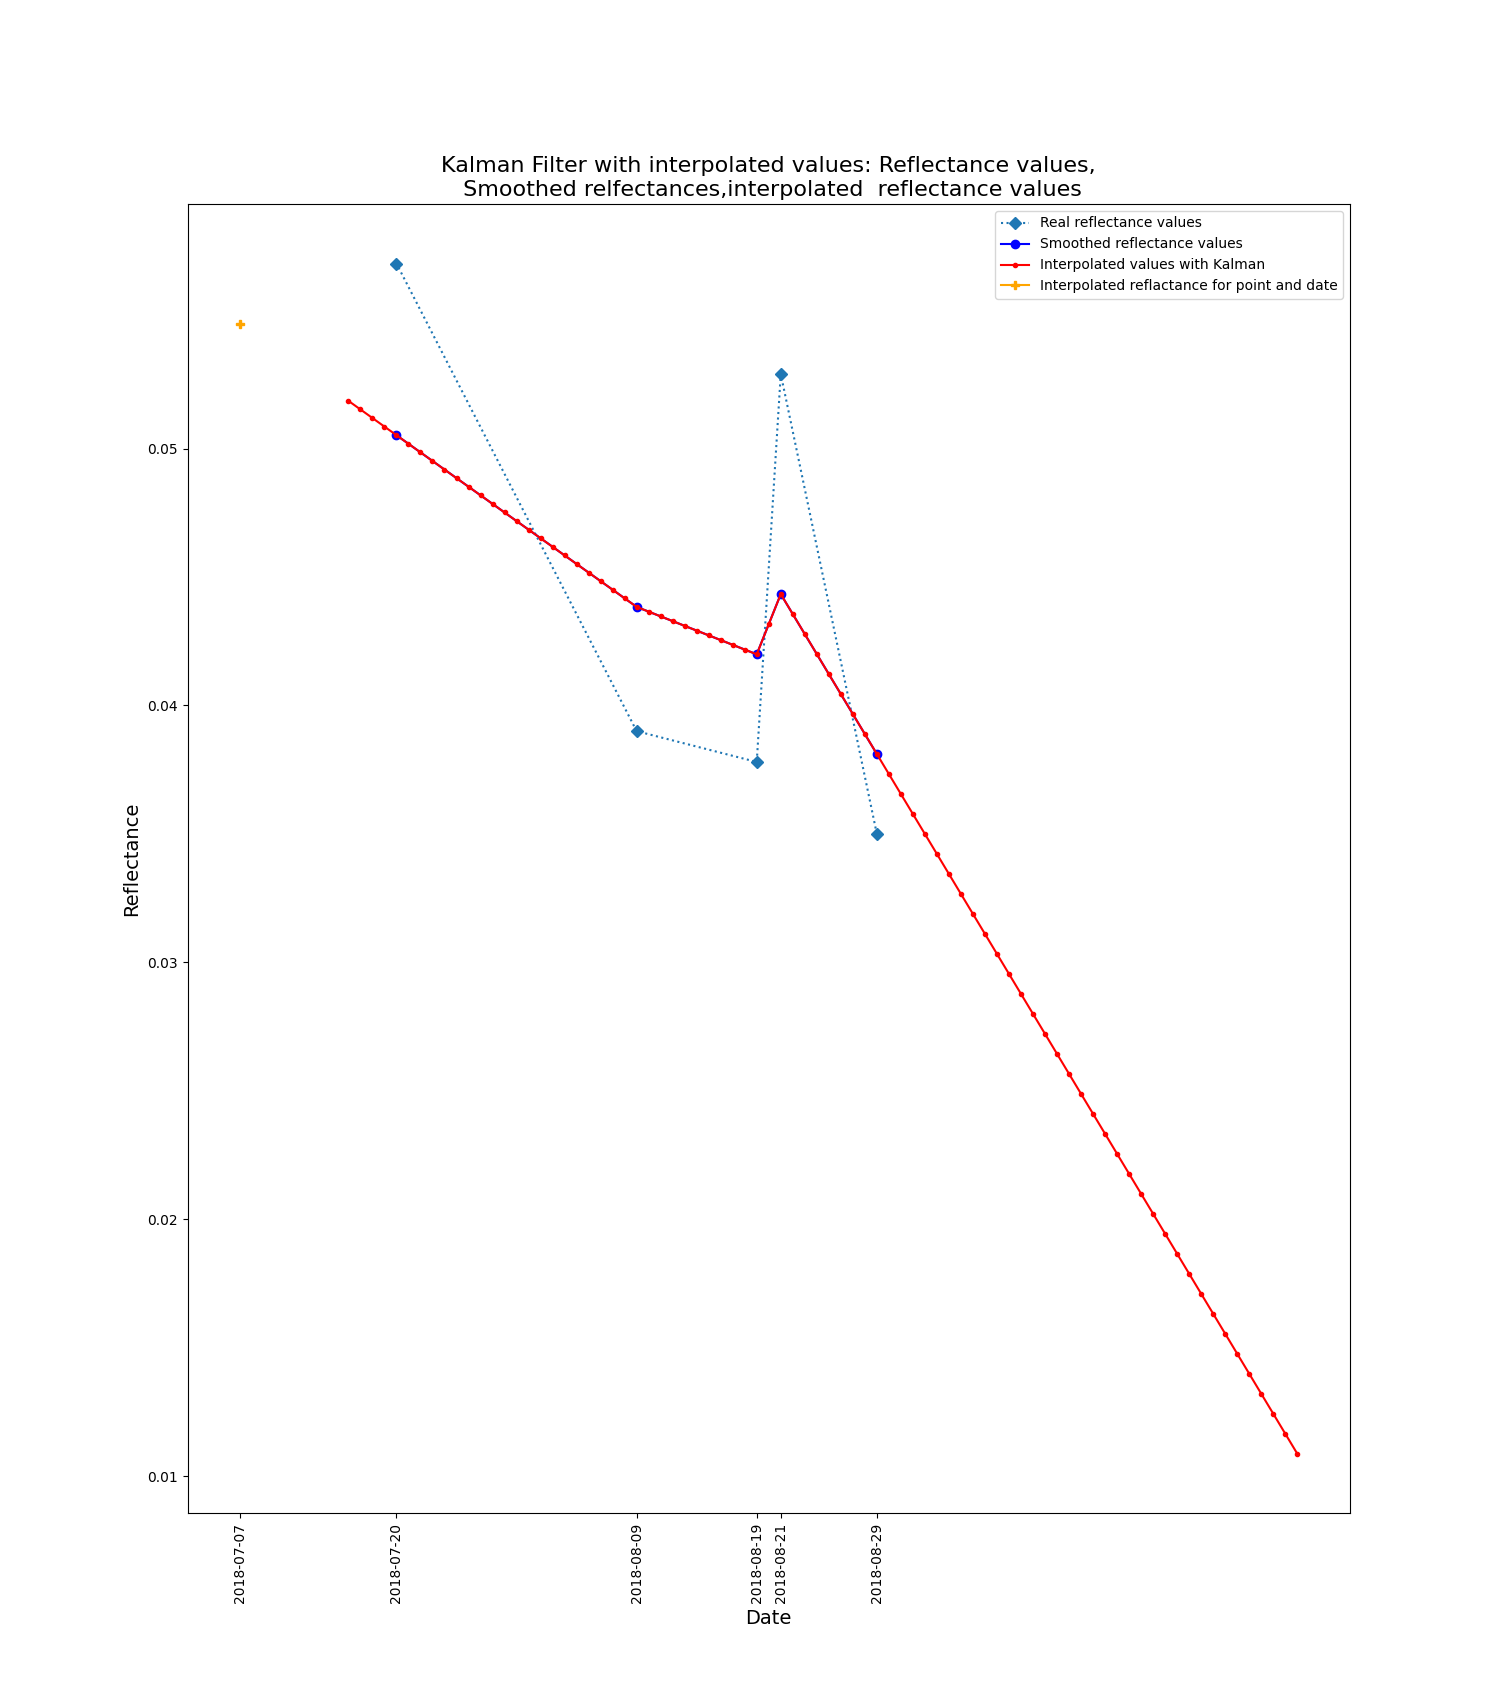 Kalman Filter with interpolated values: Reflectance values,
Smoothed relfectances,interpolated  reflectance values
Real reflectance values
Smoothed reflectance values
Interpolated values with Kalman
Interpolated reflactance for point and date
Reflectance
0.05
0.04
0.03
0.02
0.01
2018-07-07
2018-07-20
2018-08-09
2018-08-19
2018-08-21
2018-08-29
Date